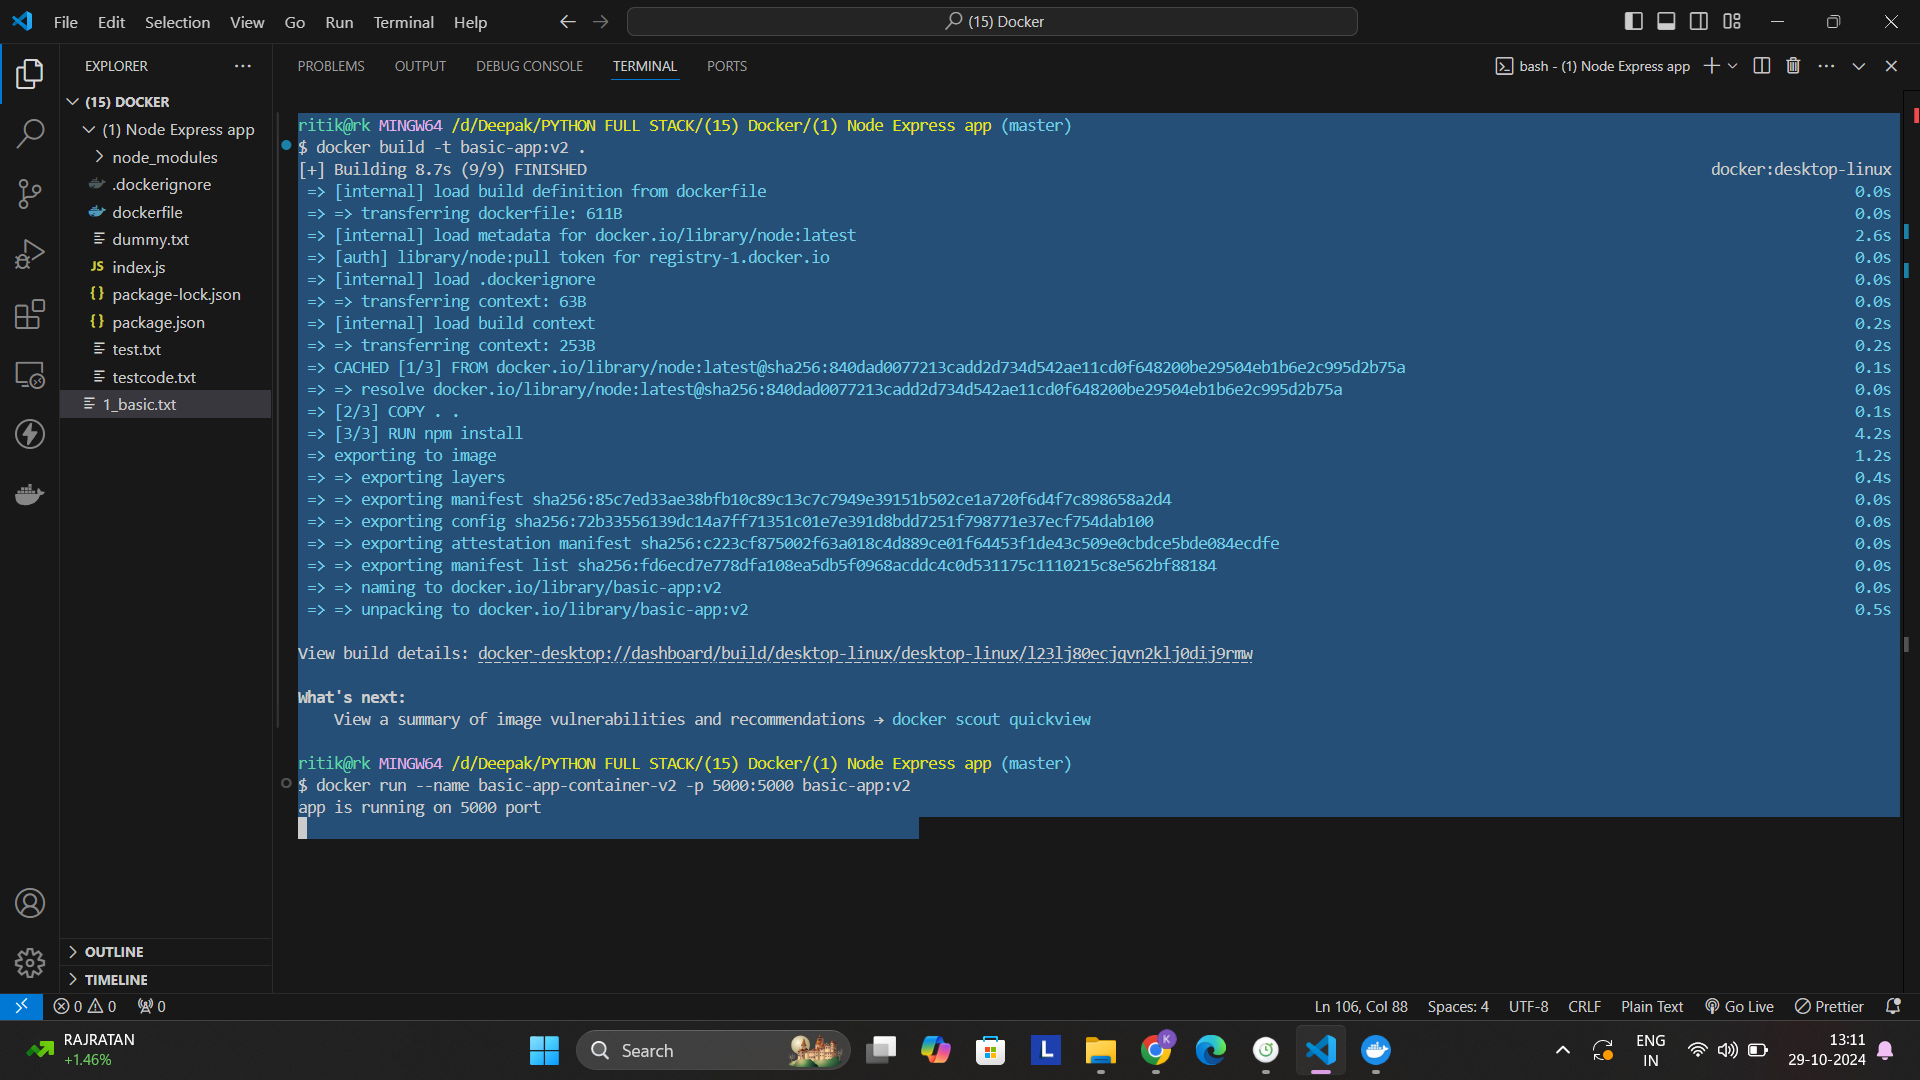 File Edit Selection View Go Run Terminal Help
(15) Docker
EXPLORER
(15) DOCKER
(1) Node Express app
node_modules
.dockerignore
dockerfile
dummy.txt
JS index.js
{} package-lock.json
{} package.json
test.txt
testcode.txt
1_basic.txt
OUTLINE
TIMELINE
PROBLEMS OUTPUT DEBUG CONSOLE TERMINAL PORTS
bash - (1) Node Express app
ritik@rk MINGW64 /d/Deepak/PYTHON FULL STACK/(15) Docker/(1) Node Express app (master)
$ docker build -t basic-app:v2 .
[+] Building 8.7s (9/9) FINISHED docker:desktop-linux
=> [internal] load build definition from dockerfile 0.0s
=> => transferring dockerfile: 611B 0.0s
=> [internal] load metadata for docker.io/library/node:latest 2.6s
=> [auth] library/node:pull token for registry-1.docker.io 0.0s
=> [internal] load .dockerignore 0.0s
=> => transferring context: 63B 0.0s
=> [internal] load build context 0.2s
=> => transferring context: 253B 0.2s
=> CACHED [1/3] FROM docker.io/library/node:latest@sha256:840dad0077213cadd2d734d542ae11cd0f648200be29504eb1b6e2c995d2b75a 0.1s
=> => resolve docker.io/library/node:latest@sha256:840dad0077213cadd2d734d542ae11cd0f648200be29504eb1b6e2c995d2b75a 0.0s
=> [2/3] COPY . . 0.1s
=> [3/3] RUN npm install 4.2s
=> exporting to image 1.2s
=> => exporting layers 0.4s
=> => exporting manifest sha256:85c7ed33ae38bfb10c89c13c7c7949e39151b502ce1a720f6d4f7c898658a2d4 0.0s
=> => exporting config sha256:72b33556139dc14a7ff71351c01e7e391d8bdd7251f798771e37ecf754dab100 0.0s
=> => exporting attestation manifest sha256:c223cf875002f63a018c4d889ce01f64453f1de43c509e0cbdce5bde084ecdfe 0.0s
=> => exporting manifest list sha256:fd6ecd7e778dfa108ea5db5f0968acddc4c0d531175c1110215c8e562bf88184 0.0s
=> => naming to docker.io/library/basic-app:v2 0.0s
=> => unpacking to docker.io/library/basic-app:v2 0.5s
View build details: docker-desktop://dashboard/build/desktop-linux/desktop-linux/l23lj80ecjqvn2klj0dij9rmw
What's next:
View a summary of image vulnerabilities and recommendations → docker scout quickview
ritik@rk MINGW64 /d/Deepak/PYTHON FULL STACK/(15) Docker/(1) Node Express app (master)
$ docker run --name basic-app-container-v2 -p 5000:5000 basic-app:v2
app is running on 5000 port
0 0 0 Ln 106, Col 88 Spaces: 4 UTF-8 CRLF Plain Text Go Live Prettier
RAJRATAN
+1.46%
Search
L
K
ENG
IN
13:11
29-10-2024